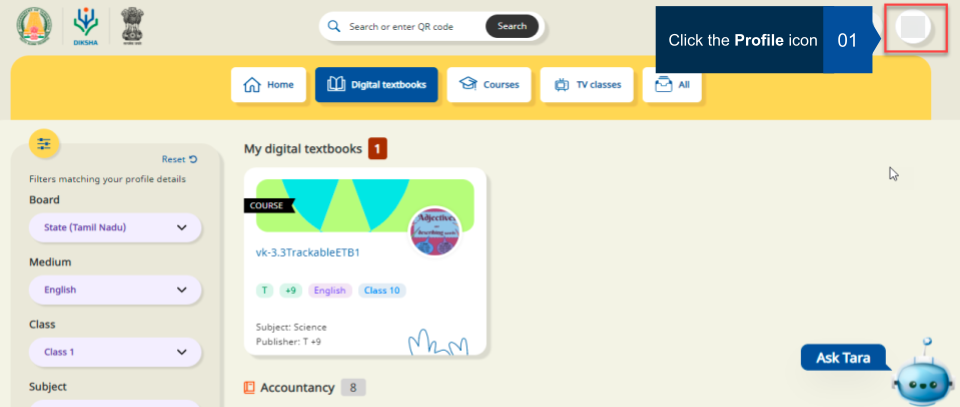 DIKSHA
Search or enter QR code
Search
Click the Profile icon 01
Home
Digital textbooks
Courses
TV classes
All
Reset
Filters matching your profile details
Board
State (Tamil Nadu)
Medium
English
Class
Class 1
Subject
My digital textbooks 1
COURSE
Adjective
vk-3.3TrackableETB1
T +9 English Class 10
Subject: Science
Publisher: T +9
Accountancy 8
Ask Tara